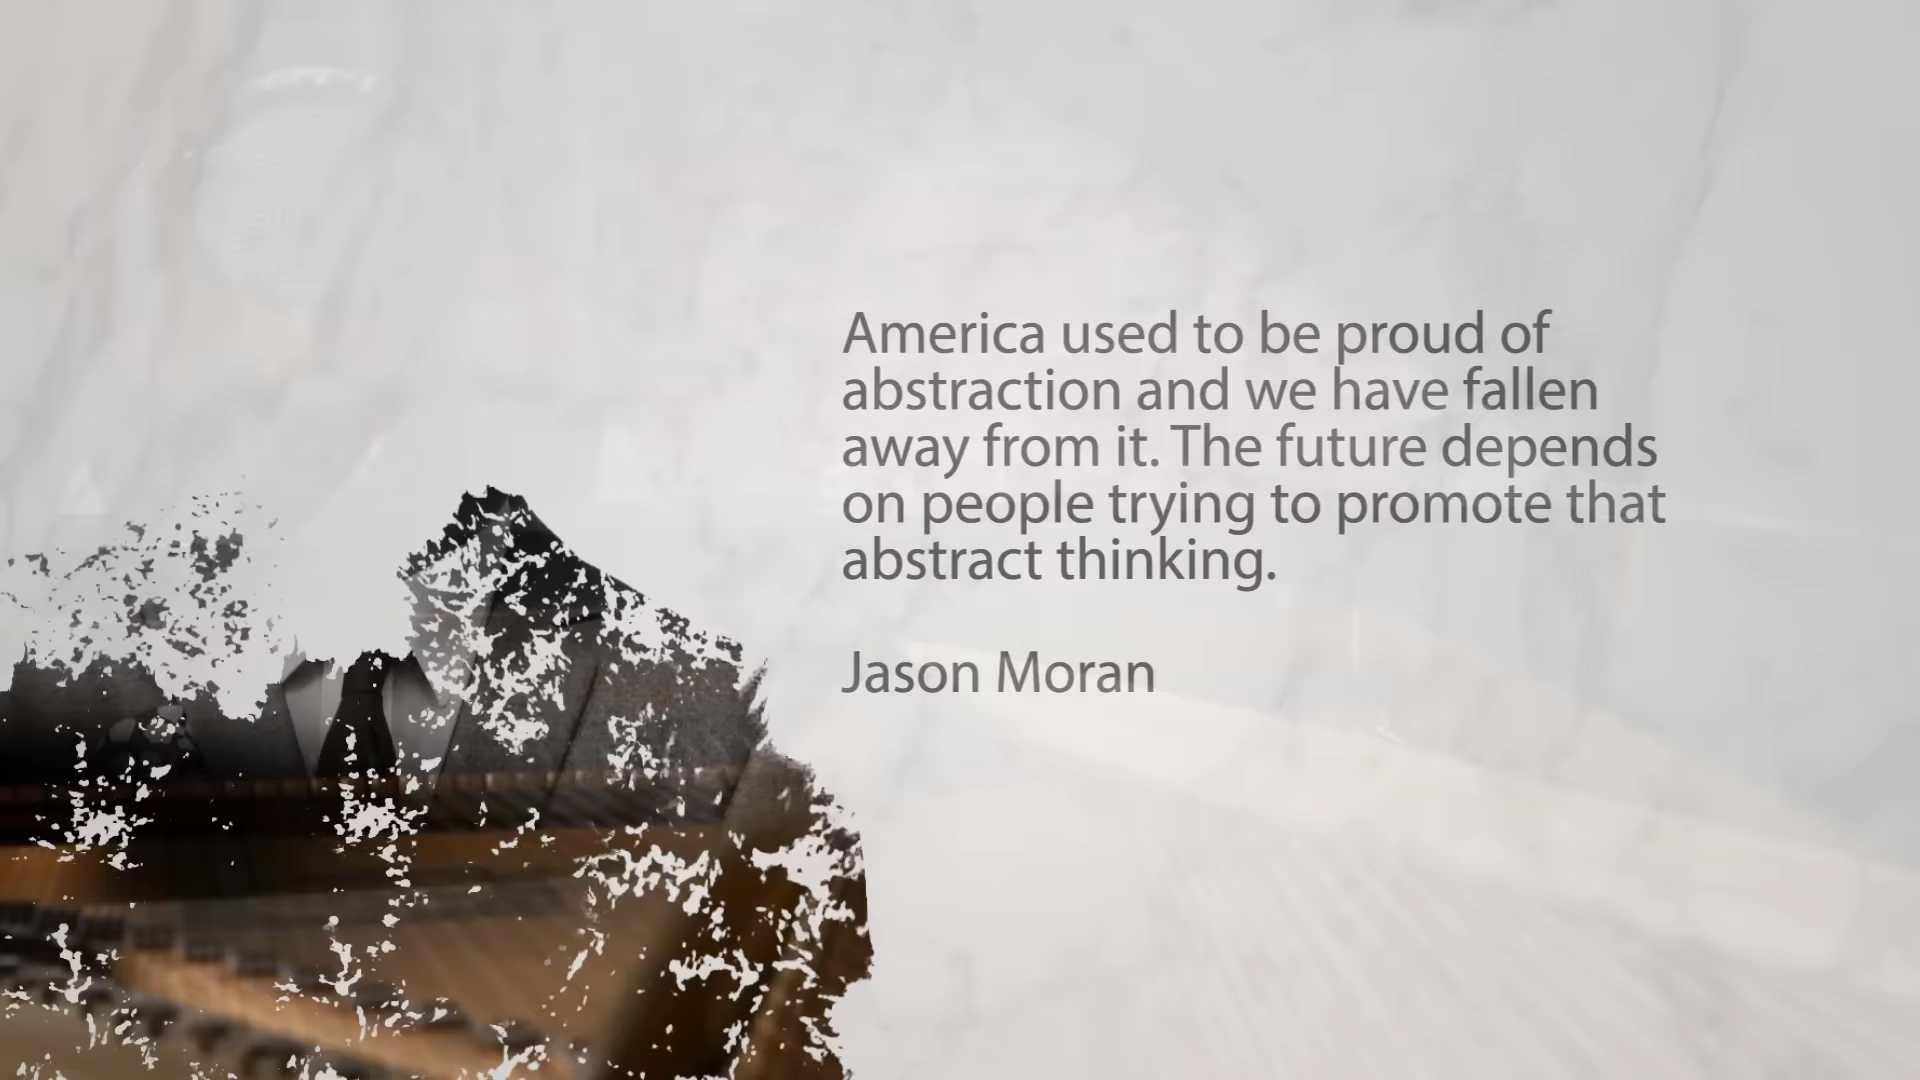 America used to be proud of
abstraction and we have fallen
away from it. The future depends
on people trying to promote that
abstract thinking.
Jason Moran